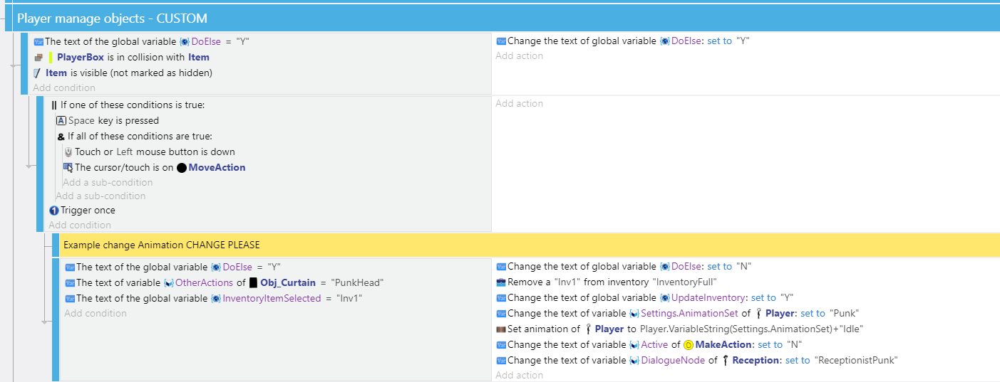 Player manage objects - CUSTOM
The text of the global variable DoElse = "Y"
PlayerBox is in collision with Item
Item is visible (not marked as hidden)
Add condition
Change the text of global variable DoElse: set to "Y"
Add action
If one of these conditions is true:
Space key is pressed
& If all of these conditions are true:
Touch or Left mouse button is down
The cursor/touch is on MoveAction
Add a sub-condition
Add a sub-condition
Trigger once
Add condition
Add action
Example change Animation CHANGE PLEASE
The text of the global variable DoElse = "Y"
The text of variable OtherActions of Obj_Curtain = "PunkHead"
The text of the global variable InventoryItemSelected = "Inv1"
Add condition
Change the text of global variable DoElse: set to "N"
Remove a "Inv1" from inventory "InventoryFull"
Change the text of global variable UpdateInventory: set to "Y"
Change the text of variable Settings.AnimationSet of Player: set to "Punk"
Set animation of Player to Player.VariableString(Settings.AnimationSet)+"Idle"
Change the text of variable Active of MakeAction: set to "N"
Change the text of variable DialogueNode of Reception: set to "ReceptionistPunk"
Add action